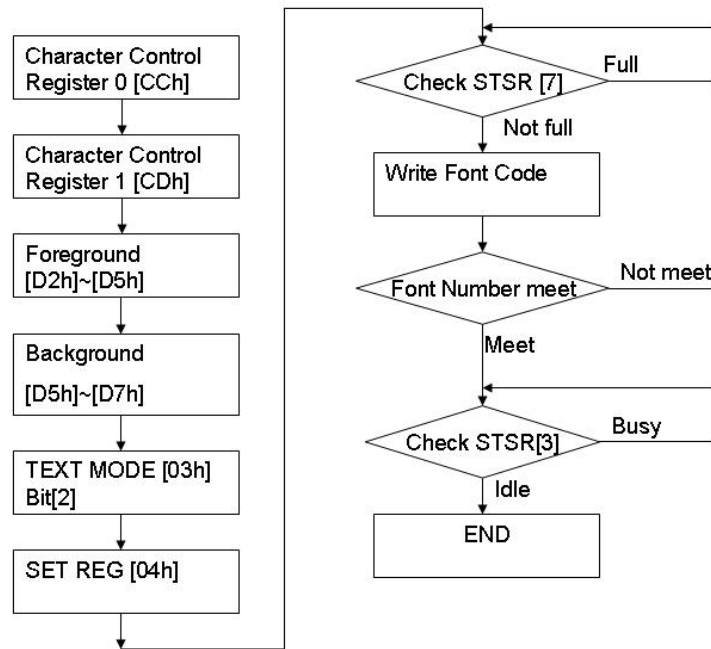 Character Control
Register 0 [CCh]
Character Control
Register 1 [CDh]
Foreground
[D2h]~[D5h]
Background
[D5h]~[D7h]
TEXT MODE [03h]
Bit[2]
SET REG [04h]
Check STSR [7]
Full
Not full
Write Font Code
Font Number meet
Not meet
Meet
Check STSR[3]
Busy
Idle
END